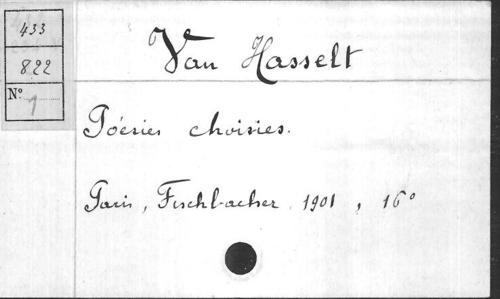 433
822
N° 1
Van Hasselt
Poésies choisies.
Paris, Fischbacher, 1901, 16°